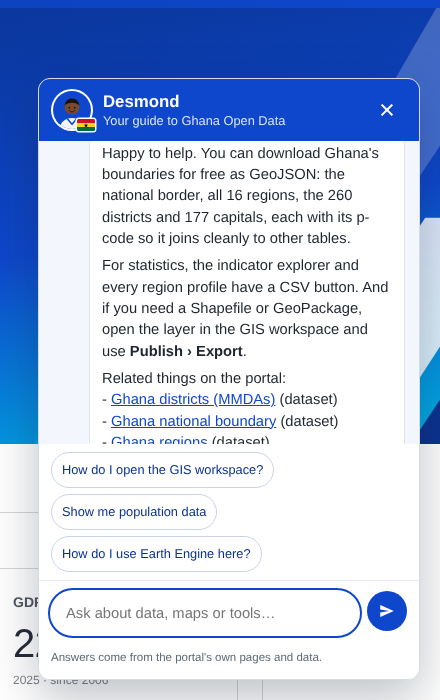 Desmond
Your guide to Ghana Open Data
Happy to help. You can download Ghana's
boundaries for free as GeoJSON: the
national border, all 16 regions, the 260
districts and 177 capitals, each with its p-
code so it joins cleanly to other tables.
For statistics, the indicator explorer and
every region profile have a CSV button. And
if you need a Shapefile or GeoPackage,
open the layer in the GIS workspace and
use Publish › Export.
Related things on the portal:
- Ghana districts (MMDAs) (dataset)
- Ghana national boundary (dataset)
- Ghana regions (dataset)
How do I open the GIS workspace?
Show me population data
How do I use Earth Engine here?
Ask about data, maps or tools…
Answers come from the portal's own pages and data.
2025 · since 2006